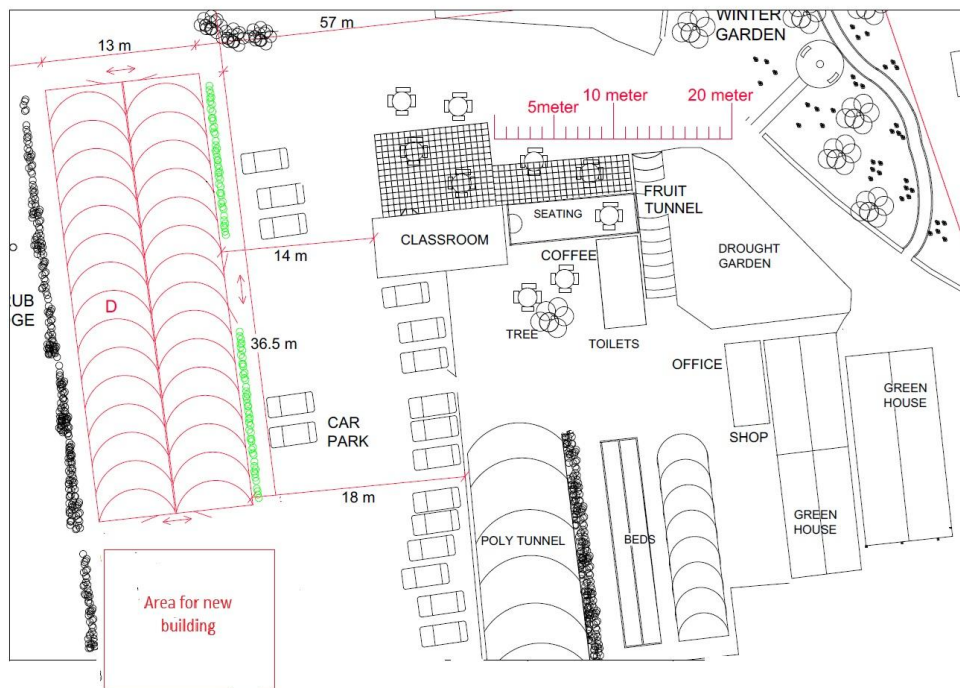 57 m
WINTER
GARDEN
13 m
5meter
10 meter
20 meter
FRUIT
TUNNEL
SEATING
CLASSROOM
14 m
COFFEE
DROUGHT
GARDEN
RUB
GE
D
TREE
TOILETS
36.5 m
OFFICE
GREEN
HOUSE
CAR
PARK
SHOP
18 m
GREEN
HOUSE
POLY TUNNEL
BEDS
Area for new
building